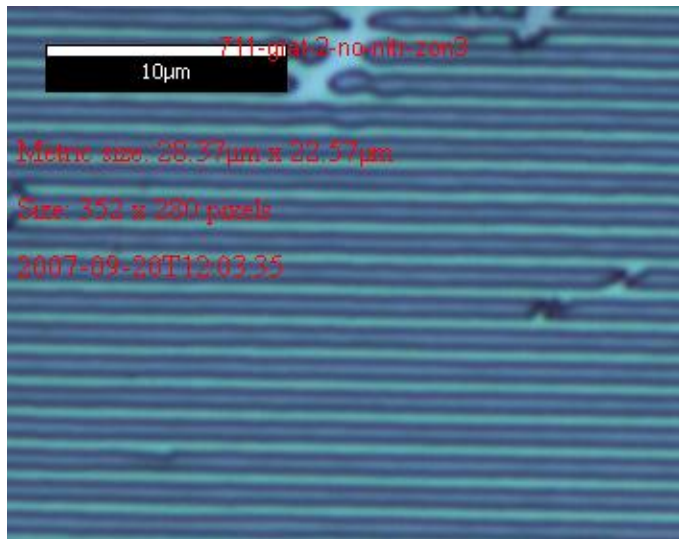 711-grat-2-no-nitr-zon3
10µm
Metric size: 28.37µm x 22.57µm
Size: 352 x 280 pixels
2007-09-20T12:03:35